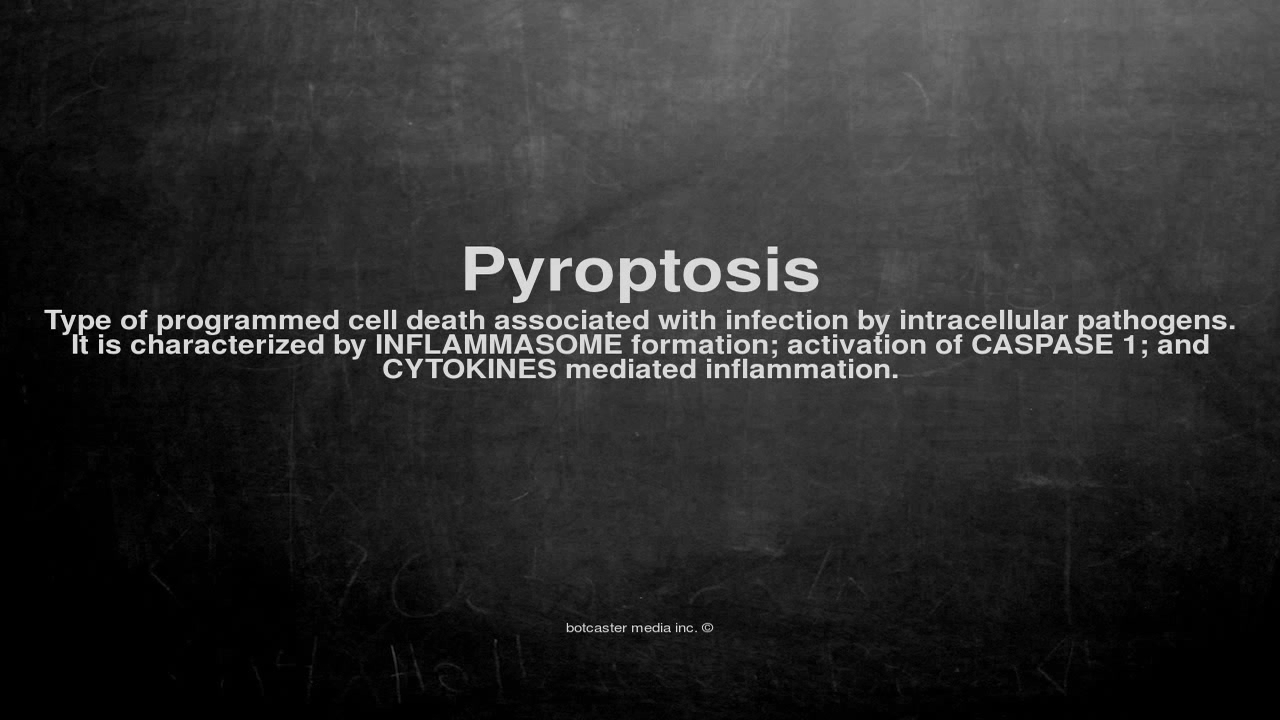 Pyroptosis
Type of programmed cell death associated with infection by intracellular pathogens.
It is characterized by INFLAMMASOME formation; activation of CASPASE 1; and
CYTOKINES mediated inflammation.
botcaster media inc. ©